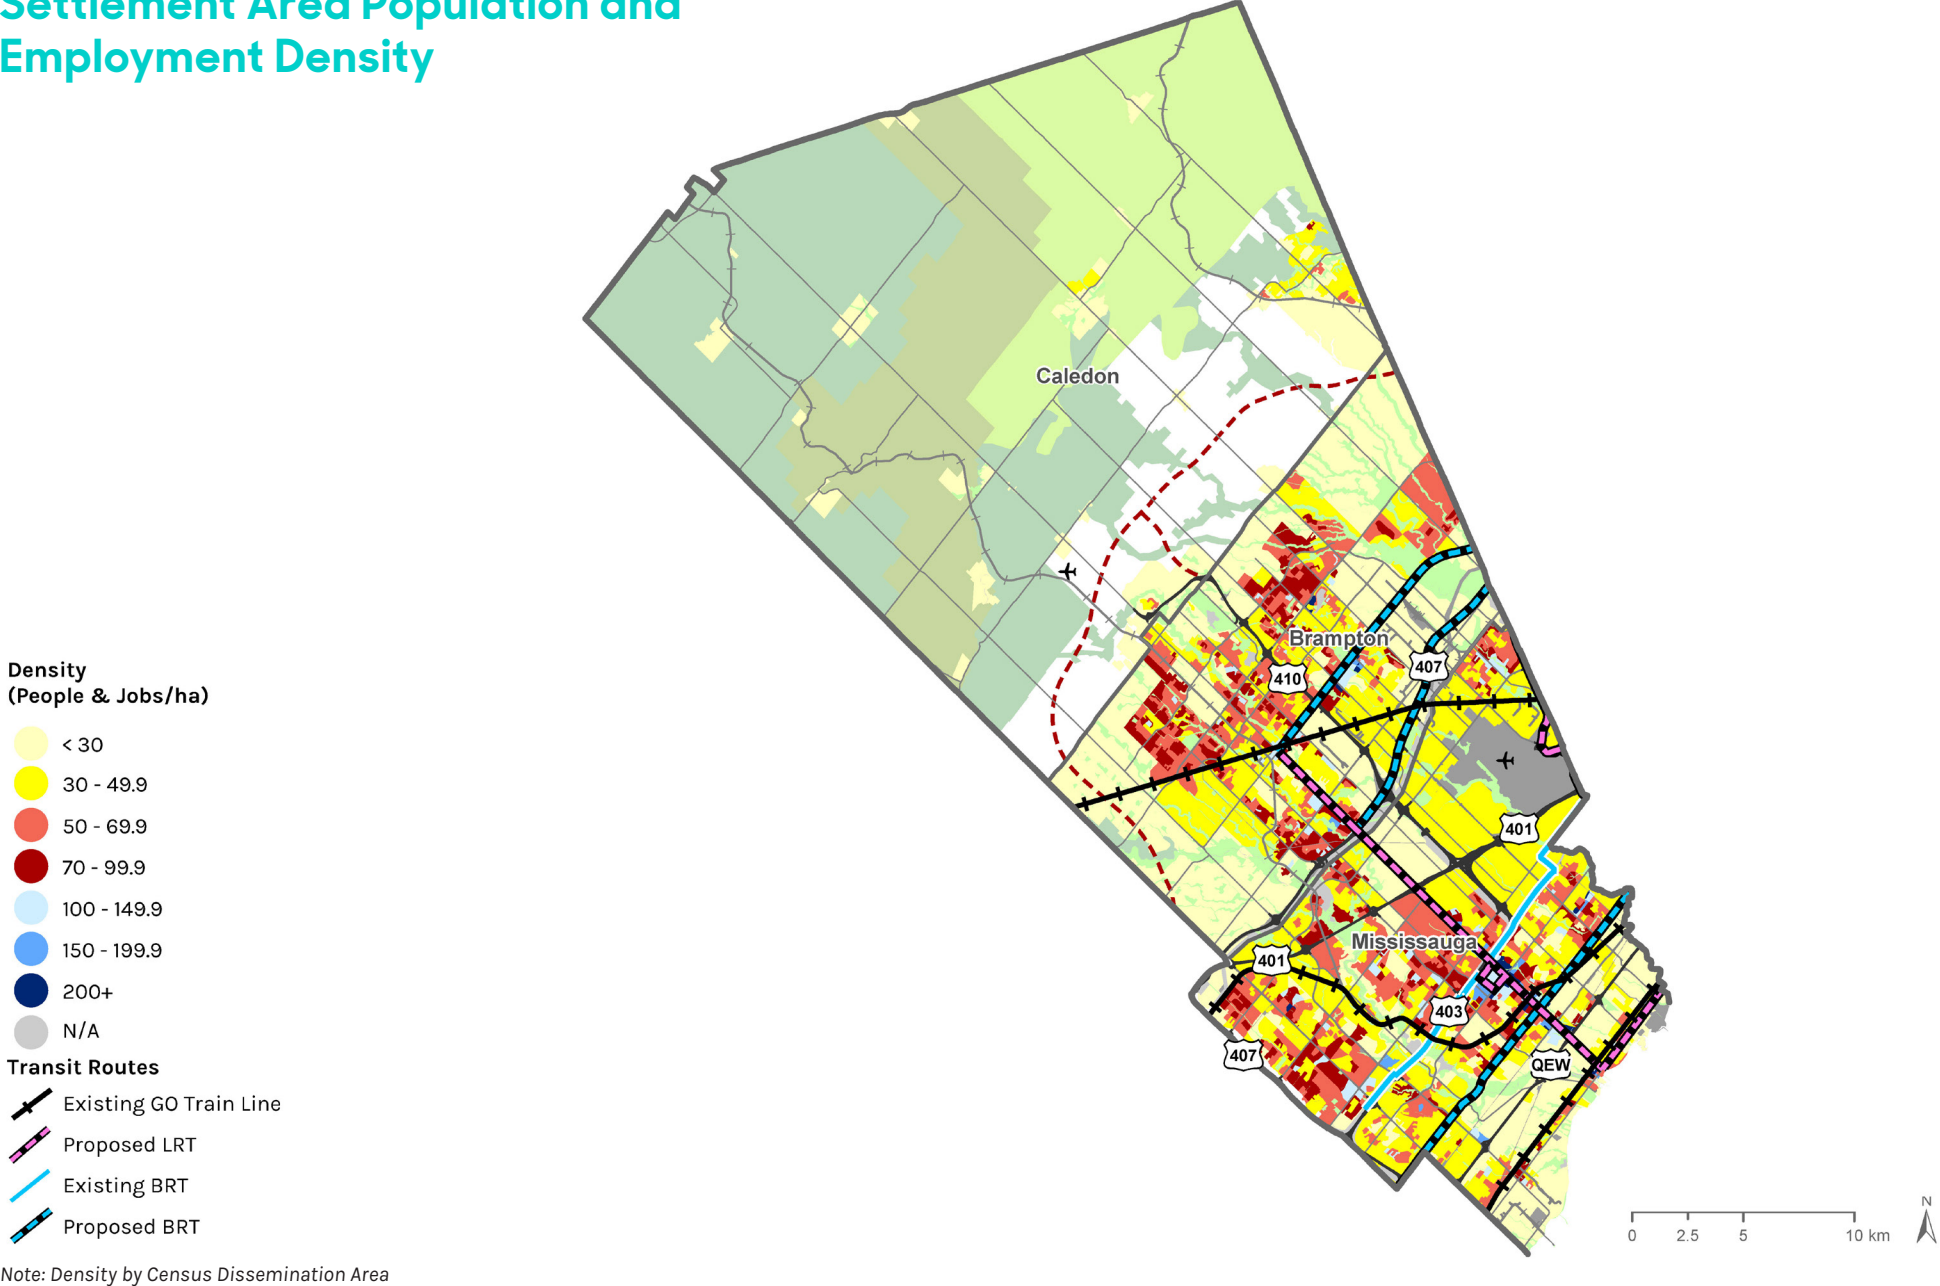 Settlement Area Population and
Employment Density
Caledon
Brampton
407
410
401
Mississauga
401
403
407
QEW
Density
(People & Jobs/ha)
< 30
30 - 49.9
50 - 69.9
70 - 99.9
100 - 149.9
150 - 199.9
200+
N/A
Transit Routes
Existing GO Train Line
Proposed LRT
Existing BRT
Proposed BRT
Note: Density by Census Dissemination Area
N
0 2.5 5 10 km